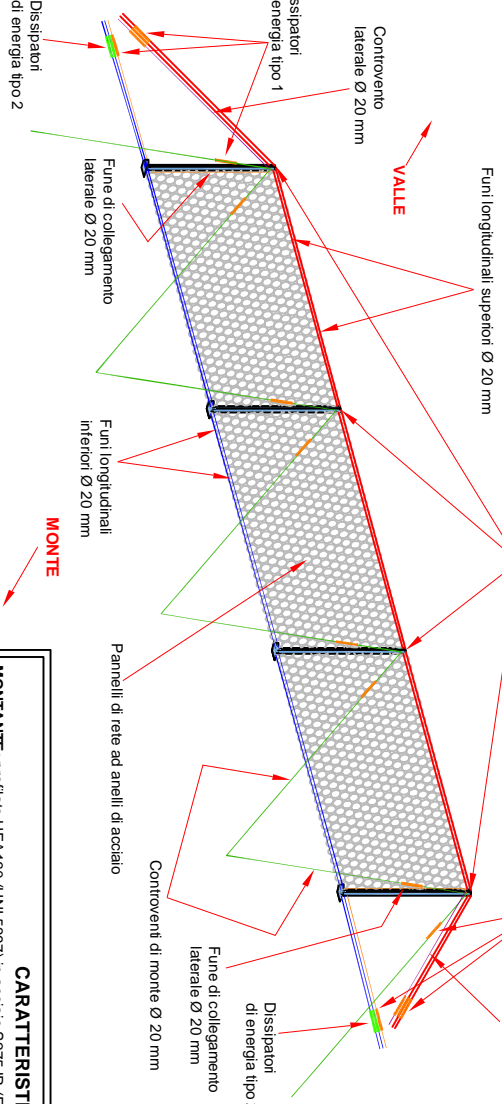 Funi longitudinali superiori Ø 20 mm
Controvento
laterale Ø 20 mm
VALLE
ssipatori
energia tipo 1
Dissipatori
di energia tipo 2
Fune di collegamento
laterale Ø 20 mm
Funi longitudinali
inferiori Ø 20 mm
MONTE
Pannelli di rete ad anelli di acciaio
Controventi di monte Ø 20 mm
Fune di collegamento
laterale Ø 20 mm
Dissipatori
di energia tipo
CARATTERISTI
MONTANTE